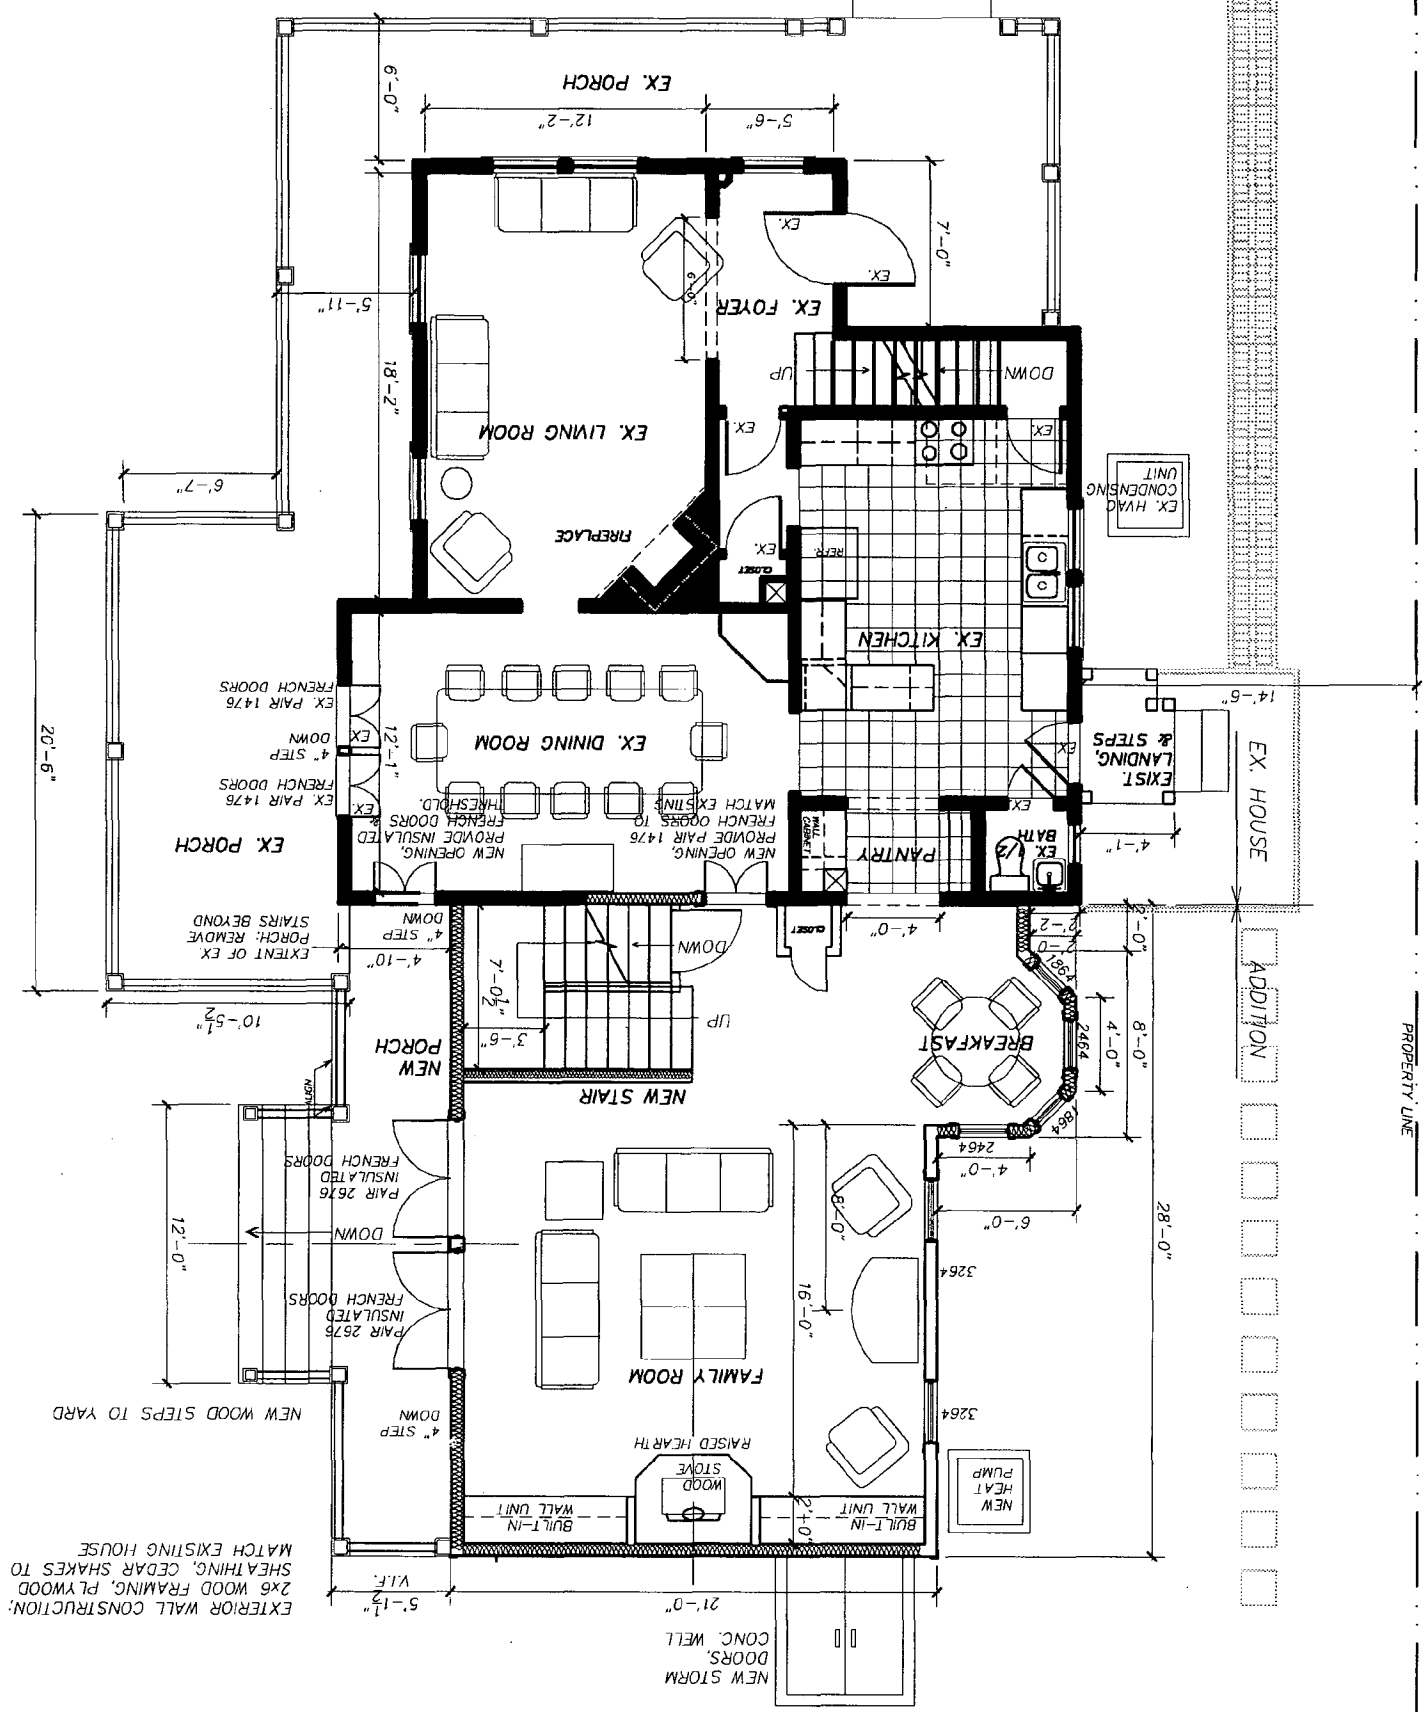 NEW STORM
DOORS,
CONC. WELL
21'-0"
5'-1½"
V.I.F.
EXTERIOR WALL CONSTRUCTION:
2x6 WOOD FRAMING, PLYWOOD
SHEATHING, CEDAR SHAKES TO
MATCH EXISTING HOUSE
NEW
HEAT
PUMP
BUILT-IN
WALL UNIT
2'-0"
WOOD
STOVE
RAISED HEARTH
BUILT-IN
WALL UNIT
4" STEP
DOWN
NEW WOOD STEPS TO YARD
3264
FAMILY ROOM
16'-0"
8'-0"
3264
PAIR 2676
INSULATED
FRENCH DOORS
DOWN
12'-0"
PAIR 2676
INSULATED
FRENCH DOORS
28'-0"
6'-0"
4'-0"
2464
1864
2464
1864
4'-0"
8'-0"
NEW STAIR
ALIGN
BREAKFAST
UP
3'-6"
7'-0½"
NEW
PORCH
10'-5½"
PROPERTY LINE
ADDITION
2'-0"
2'-0
2'-2"
4'-0"
CLOSET
DOWN
4'-10"
4" STEP
DOWN
EXTENT OF EX.
PORCH: REMOVE
STAIRS BEYOND
EX. HOUSE
4'-1"
EX.
1/2
BATH
PANTRY
WALL
CABINET
NEW OPENING,
PROVIDE PAIR 1476
FRENCH DOORS TO
MATCH EXISTING
NEW OPENING,
PROVIDE INSULATED
FRENCH DOORS &
THRESHOLD.
EX. PORCH
EX.
EX.
EX. PAIR 1476
FRENCH DOORS
EXIST.
LANDING,
& STEPS
EX
EX. DINING ROOM
12'-1"
EX
4" STEP
DOWN
20'-6"
14'-6"
EX. PAIR 1476
FRENCH DOORS
EX. KITCHEN
CLOSET
EX.
REFR.
FIREPLACE
EX. HVAC
CONDENSING
UNIT
6'-7"
EX.
EX.
EX. LIVING ROOM
18'-2"
DOWN
UP
EX. FOYER
6'-0"
5'-11"
EX.
EX.
7'-0"
5'-6"
12'-2"
EX. PORCH
6'-0"